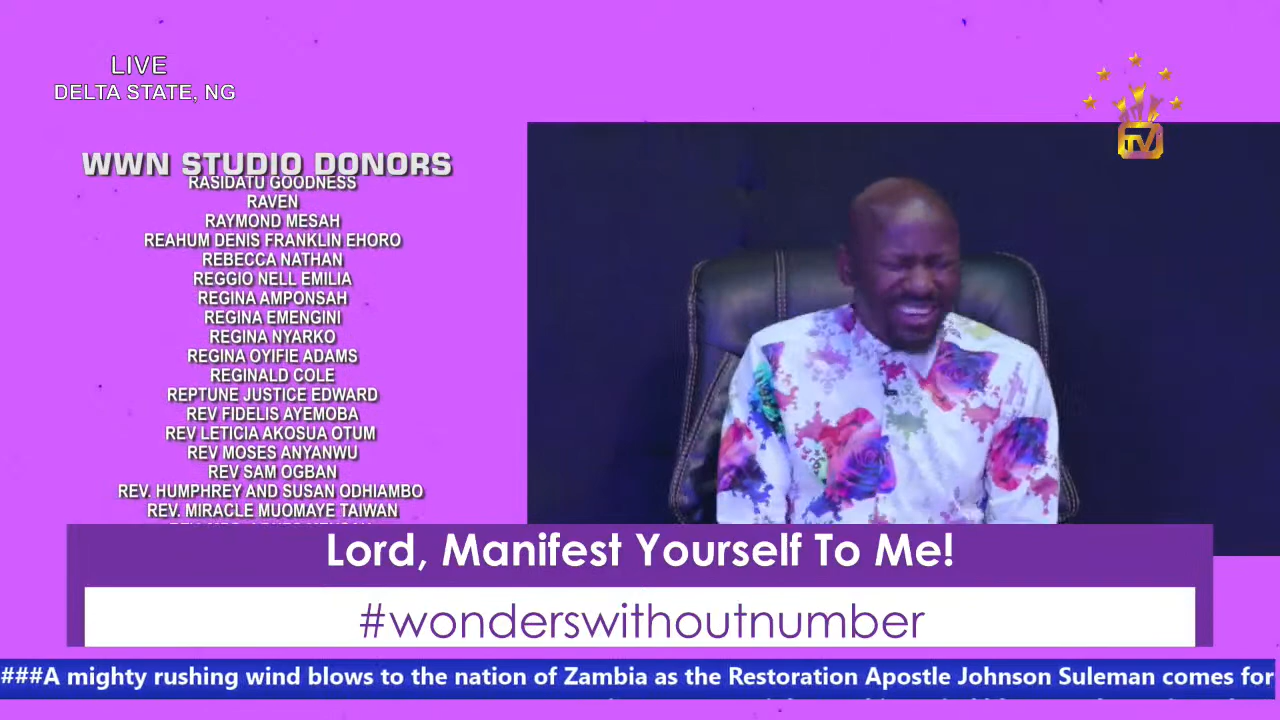 LIVE
DELTA STATE, NG
TV
WWN STUDIO DONORS
RASIDATU GOODNESS
RAVEN
RAYMOND MESAH
REAHUM DENIS FRANKLIN EHORO
REBECCA NATHAN
REGGIO NELL EMILIA
REGINA AMPONSAH
REGINA EMENGINI
REGINA NYARKO
REGINA OYIFIE ADAMS
REGINALD COLE
REPTUNE JUSTICE EDWARD
REV FIDELIS AYEMOBA
REV LETICIA AKOSUA OTUM
REV MOSES ANYANWU
REV SAM OGBAN
REV. HUMPHREY AND SUSAN ODHIAMBO
REV. MIRACLE MUOMAYE TAIWAN
Lord, Manifest Yourself To Me!
#wonderswithoutnumber
###A mighty rushing wind blows to the nation of Zambia as the Restoration Apostle Johnson Suleman comes for